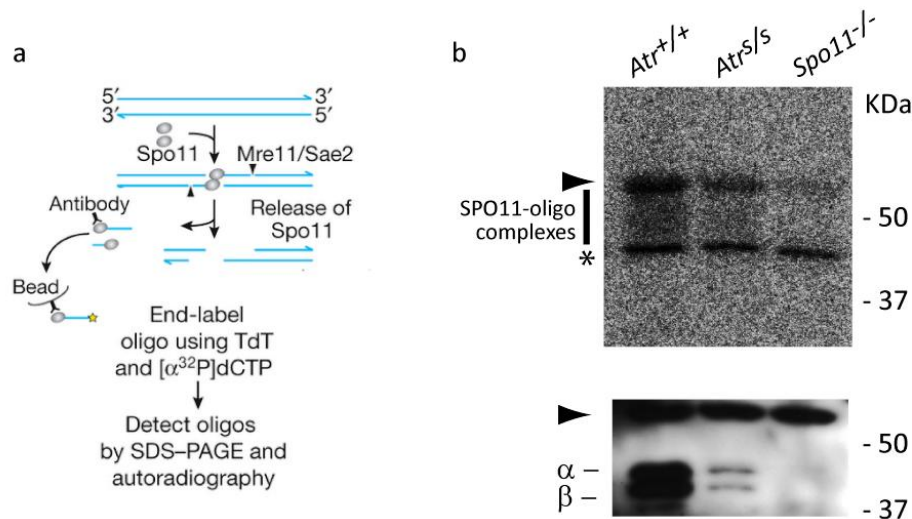 a
5′ 3′
3′ 5′
Spo11 Mre11/Sae2
Antibody
Release of
Spo11
Bead
End-label
oligo using TdT
and [α³²P]dCTP
Detect oligos
by SDS–PAGE and
autoradiography
b
Atr+/+ Atrs/s Spo11-/-
KDa
SPO11-oligo
complexes
*
- 50
- 37
- 50
α –
β –
- 37